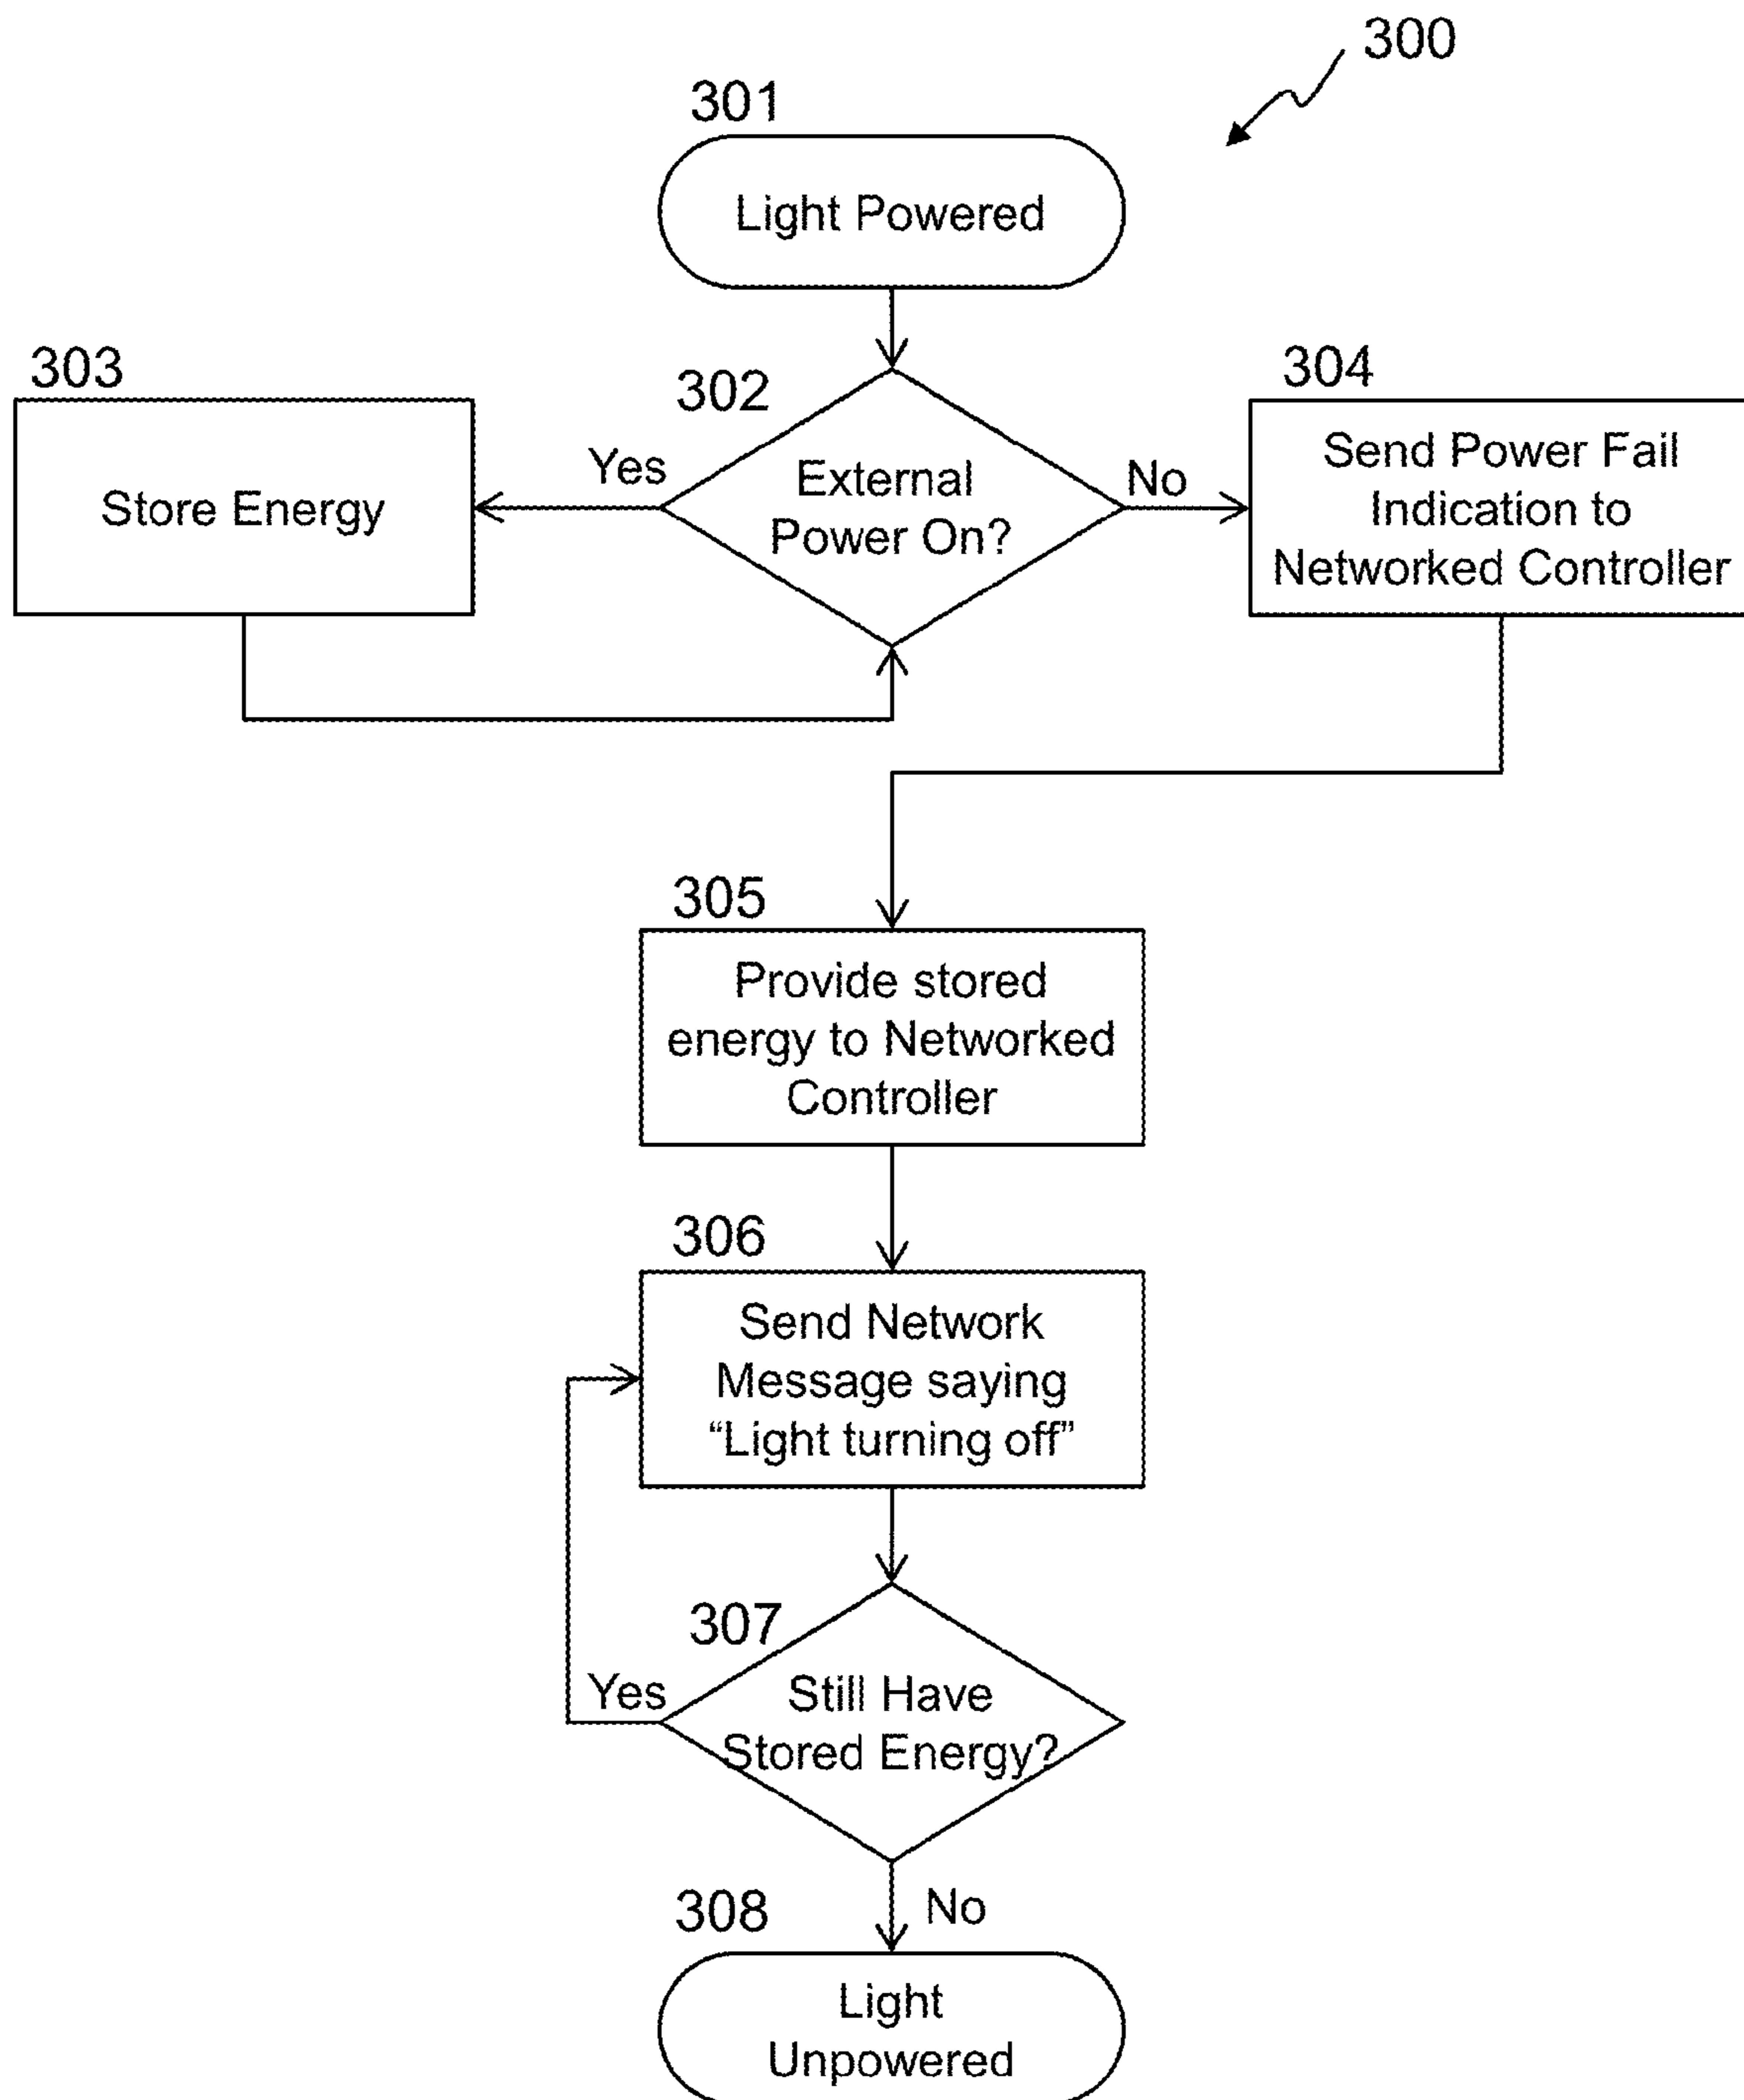 300
301
Light Powered
302
External
Power On?
Yes
No
303
Store Energy
304
Send Power Fail
Indication to
Networked Controller
305
Provide stored
energy to Networked
Controller
306
Send Network
Message saying
“Light turning off”
307
Still Have
Stored Energy?
Yes
No
308
Light
Unpowered